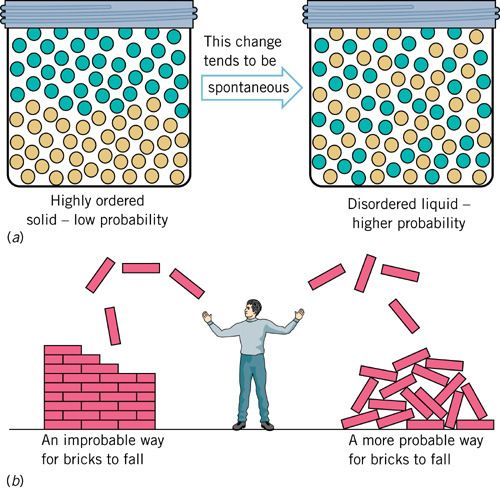 This change
tends to be
spontaneous
Highly ordered
solid – low probability
Disordered liquid –
higher probability
(a)
An improbable way
for bricks to fall
A more probable way
for bricks to fall
(b)